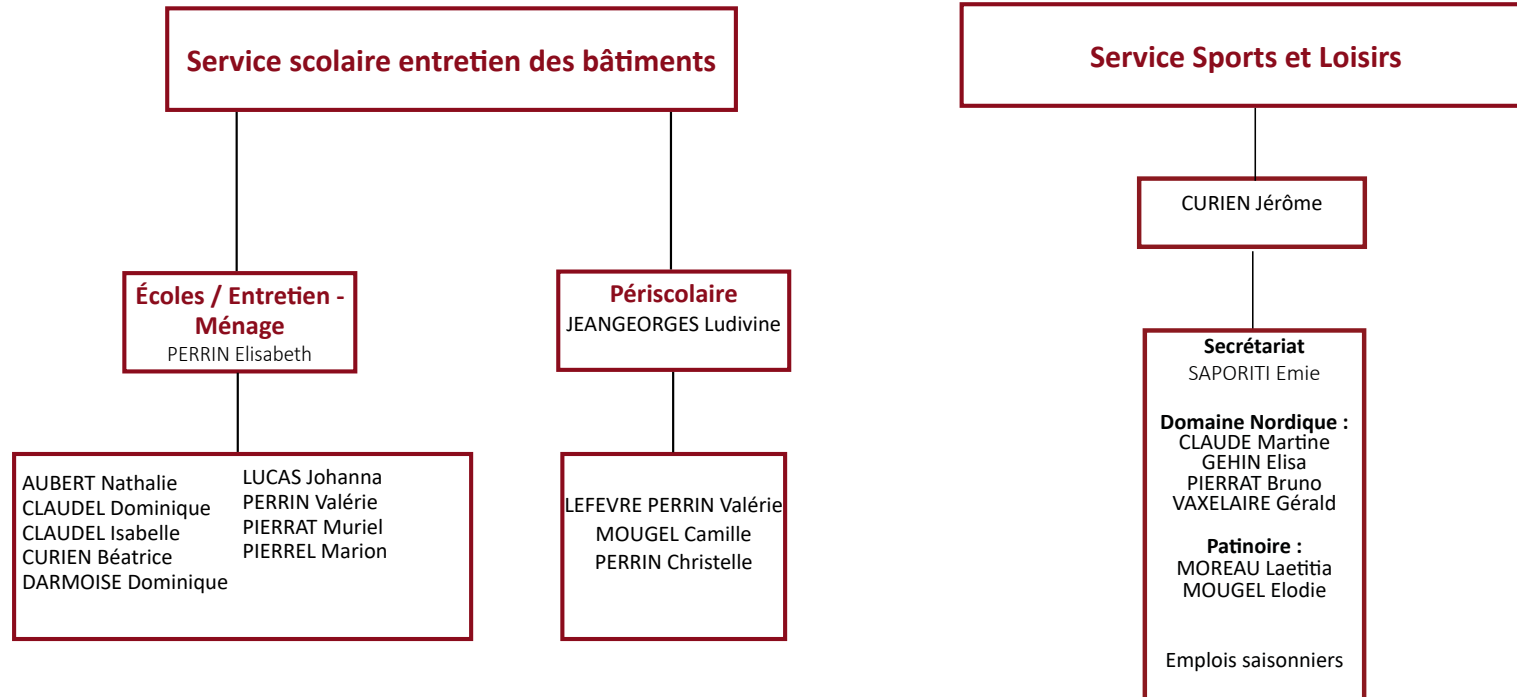 Service scolaire entretien des bâtiments
Écoles / Entretien -
Ménage
PERRIN Elisabeth
AUBERT Nathalie
CLAUDEL Dominique
CLAUDEL Isabelle
CURIEN Béatrice
DARMOISE Dominique
LUCAS Johanna
PERRIN Valérie
PIERRAT Muriel
PIERREL Marion
Périscolaire
JEANGEORGES Ludivine
LEFEVRE PERRIN Valérie
MOUGEL Camille
PERRIN Christelle
Service Sports et Loisirs
CURIEN Jérôme
Secrétariat
SAPORITI Emie
Domaine Nordique :
CLAUDE Martine
GEHIN Elisa
PIERRAT Bruno
VAXELAIRE Gérald
Patinoire :
MOREAU Laetitia
MOUGEL Elodie
Emplois saisonniers